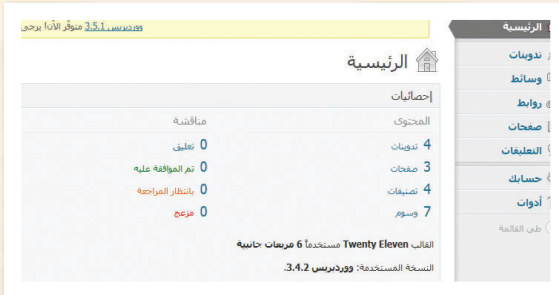 ووردبريس 3.5.1 متوفّر الآن! يرجى
الرئيسية
تدوينات
وسائط
روابط
صفحات
التعليقات
حسابك
أدوات
طي القائمة
الرئيسية
إحصائيات
المحتوى
مناقشة
4 تدوينات
0 تعليق
3 صفحات
0 تم الموافقة عليه
4 تصنيفات
0 بانتظار المراجعة
7 وسوم
0 مزعج
القالب Twenty Eleven مستخدماً 6 مربعات جانبية
النسخة المستخدمة: ووردبريس 3.4.2.